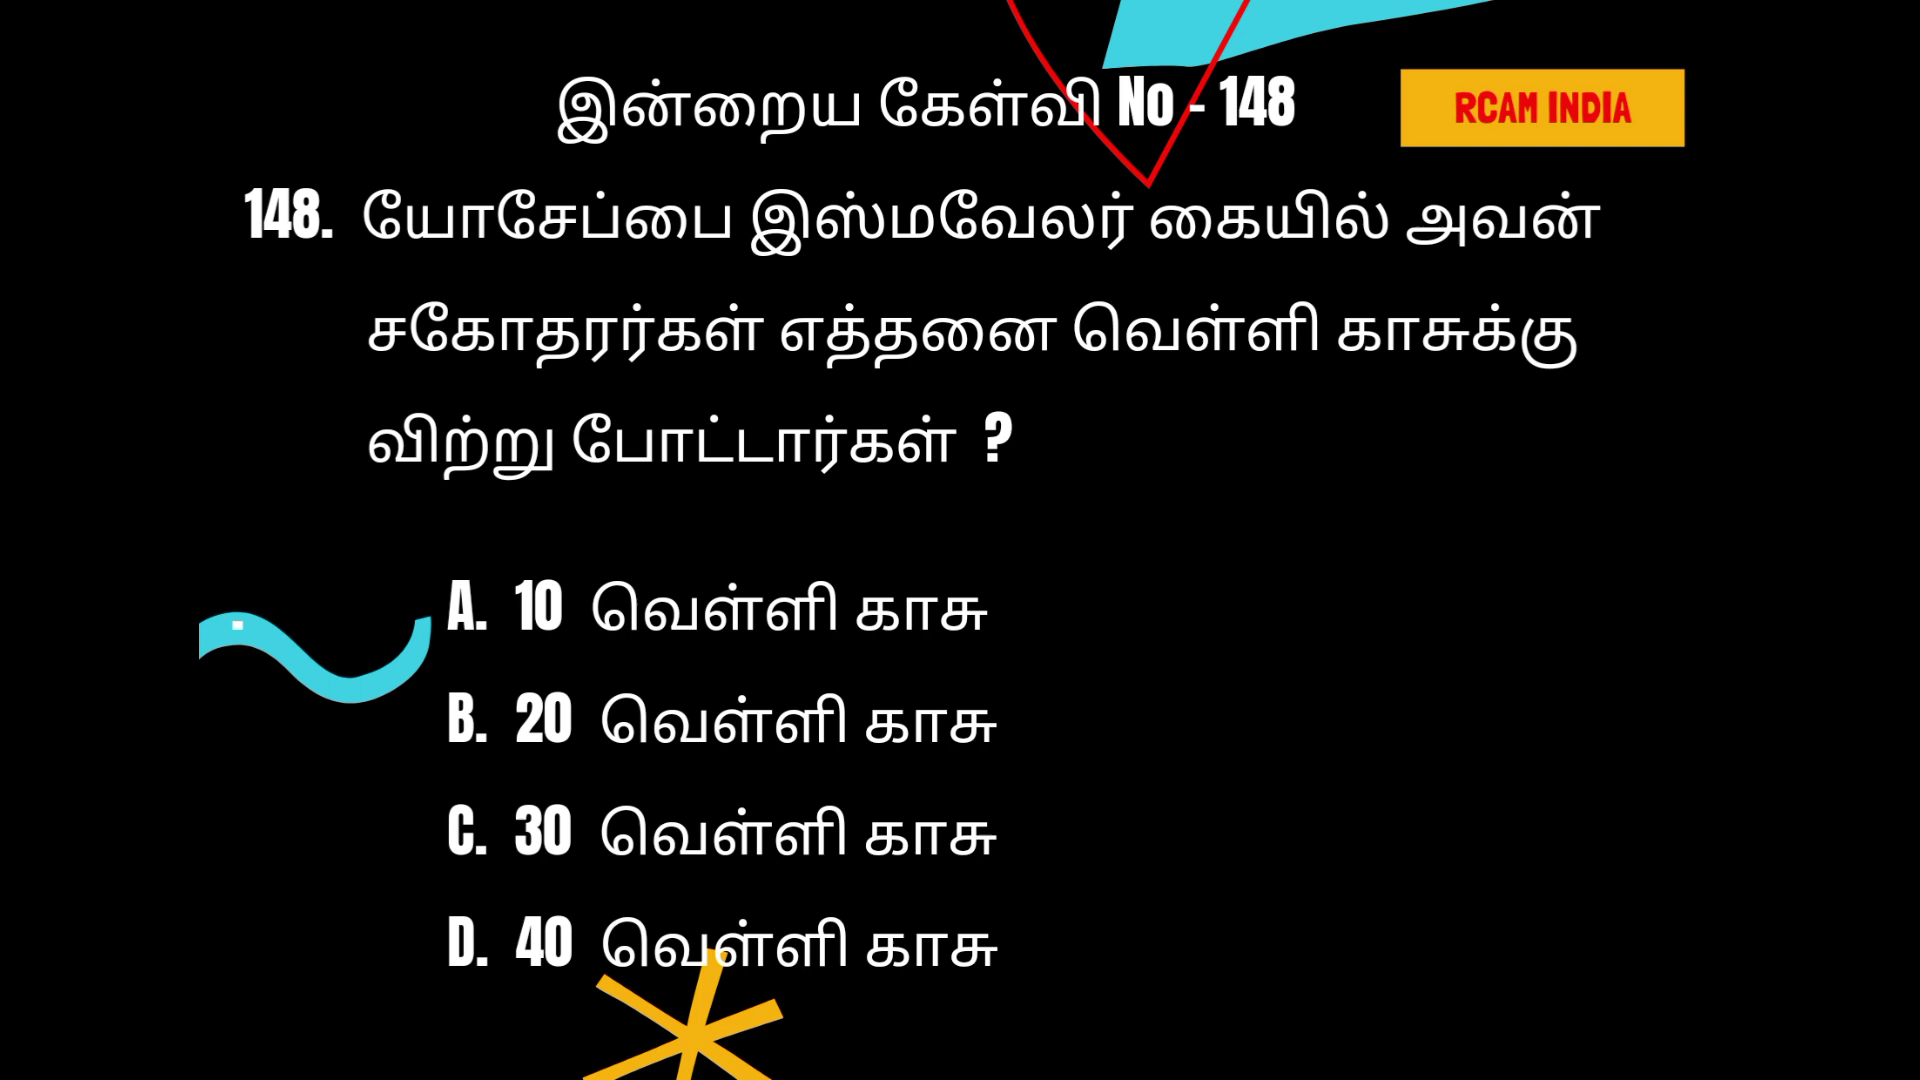 இன்றைய கேள்வி No - 148
RCAM INDIA
148. யோசேப்பை இஸ்மவேலர் கையில் அவன்
சகோதரர்கள் எத்தனை வெள்ளி காசுக்கு
விற்று போட்டார்கள் ?
A. 10 வெள்ளி காசு
B. 20 வெள்ளி காசு
C. 30 வெள்ளி காசு
D. 40 வெள்ளி காசு